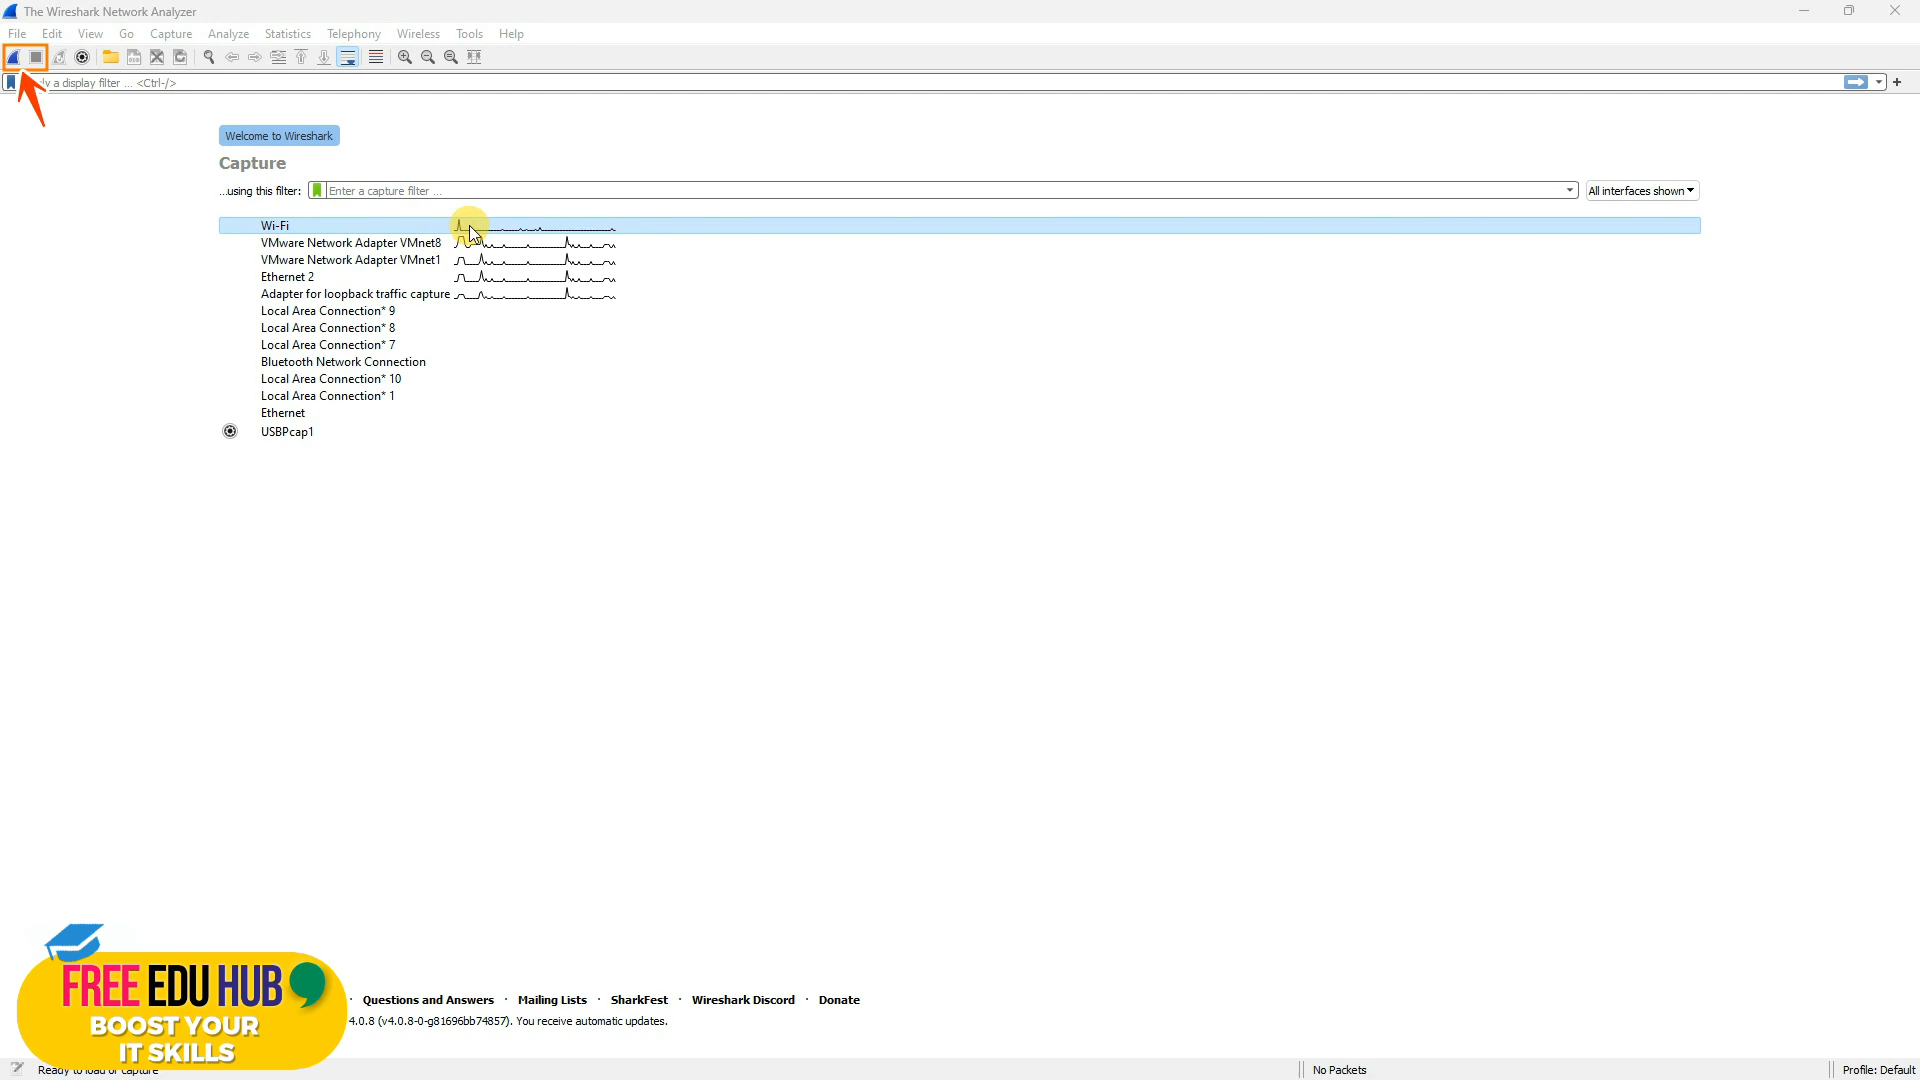 The Wireshark Network Analyzer
File Edit View Go Capture Analyze Statistics Telephony Wireless Tools Help
a display filter ... <Ctrl-/>
Welcome to Wireshark
Capture
...using this filter: Enter a capture filter ... All interfaces shown
Wi-Fi
VMware Network Adapter VMnet8
VMware Network Adapter VMnet1
Ethernet 2
Adapter for loopback traffic capture
Local Area Connection* 9
Local Area Connection* 8
Local Area Connection* 7
Bluetooth Network Connection
Local Area Connection* 10
Local Area Connection* 1
Ethernet
USBPcap1
FREE EDU HUB
BOOST YOUR
IT SKILLS
· Questions and Answers · Mailing Lists · SharkFest · Wireshark Discord · Donate
4.0.8 (v4.0.8-0-g81696bb74857). You receive automatic updates.
Ready to load or capture No Packets Profile: Default